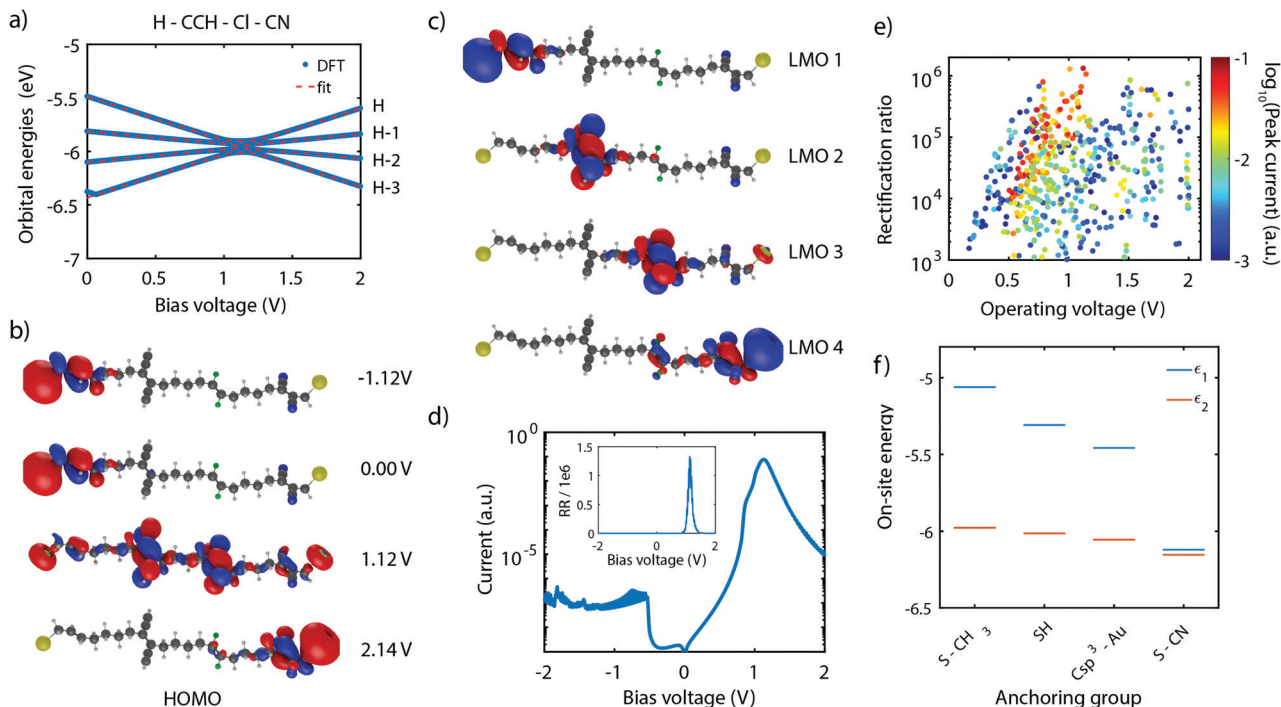 a)
H - CCH - Cl - CN
-5
-5.5
-6
-6.5
-7
Orbital energies (eV)
DFT
fit
H
H-1
H-2
H-3
0
1
2
Bias voltage (V)
b)
-1.12V
0.00 V
1.12 V
2.14 V
HOMO
c)
LMO 1
LMO 2
LMO 3
LMO 4
d)
10^0
10^-5
Current (a.u.)
1.5
1
0.5
0
RR / 1e6
-2
0
2
Bias voltage (V)
-2
-1
0
1
2
Bias voltage (V)
e)
10^6
10^5
10^4
10^3
Rectification ratio
0
0.5
1
1.5
2
Operating voltage (V)
-1
-2
-3
log10(Peak current) (a.u.)
f)
-5
-5.5
-6
-6.5
On-site energy
ϵ1
ϵ2
S - CH 3
SH
Csp^3 - Au
S - CN
Anchoring group